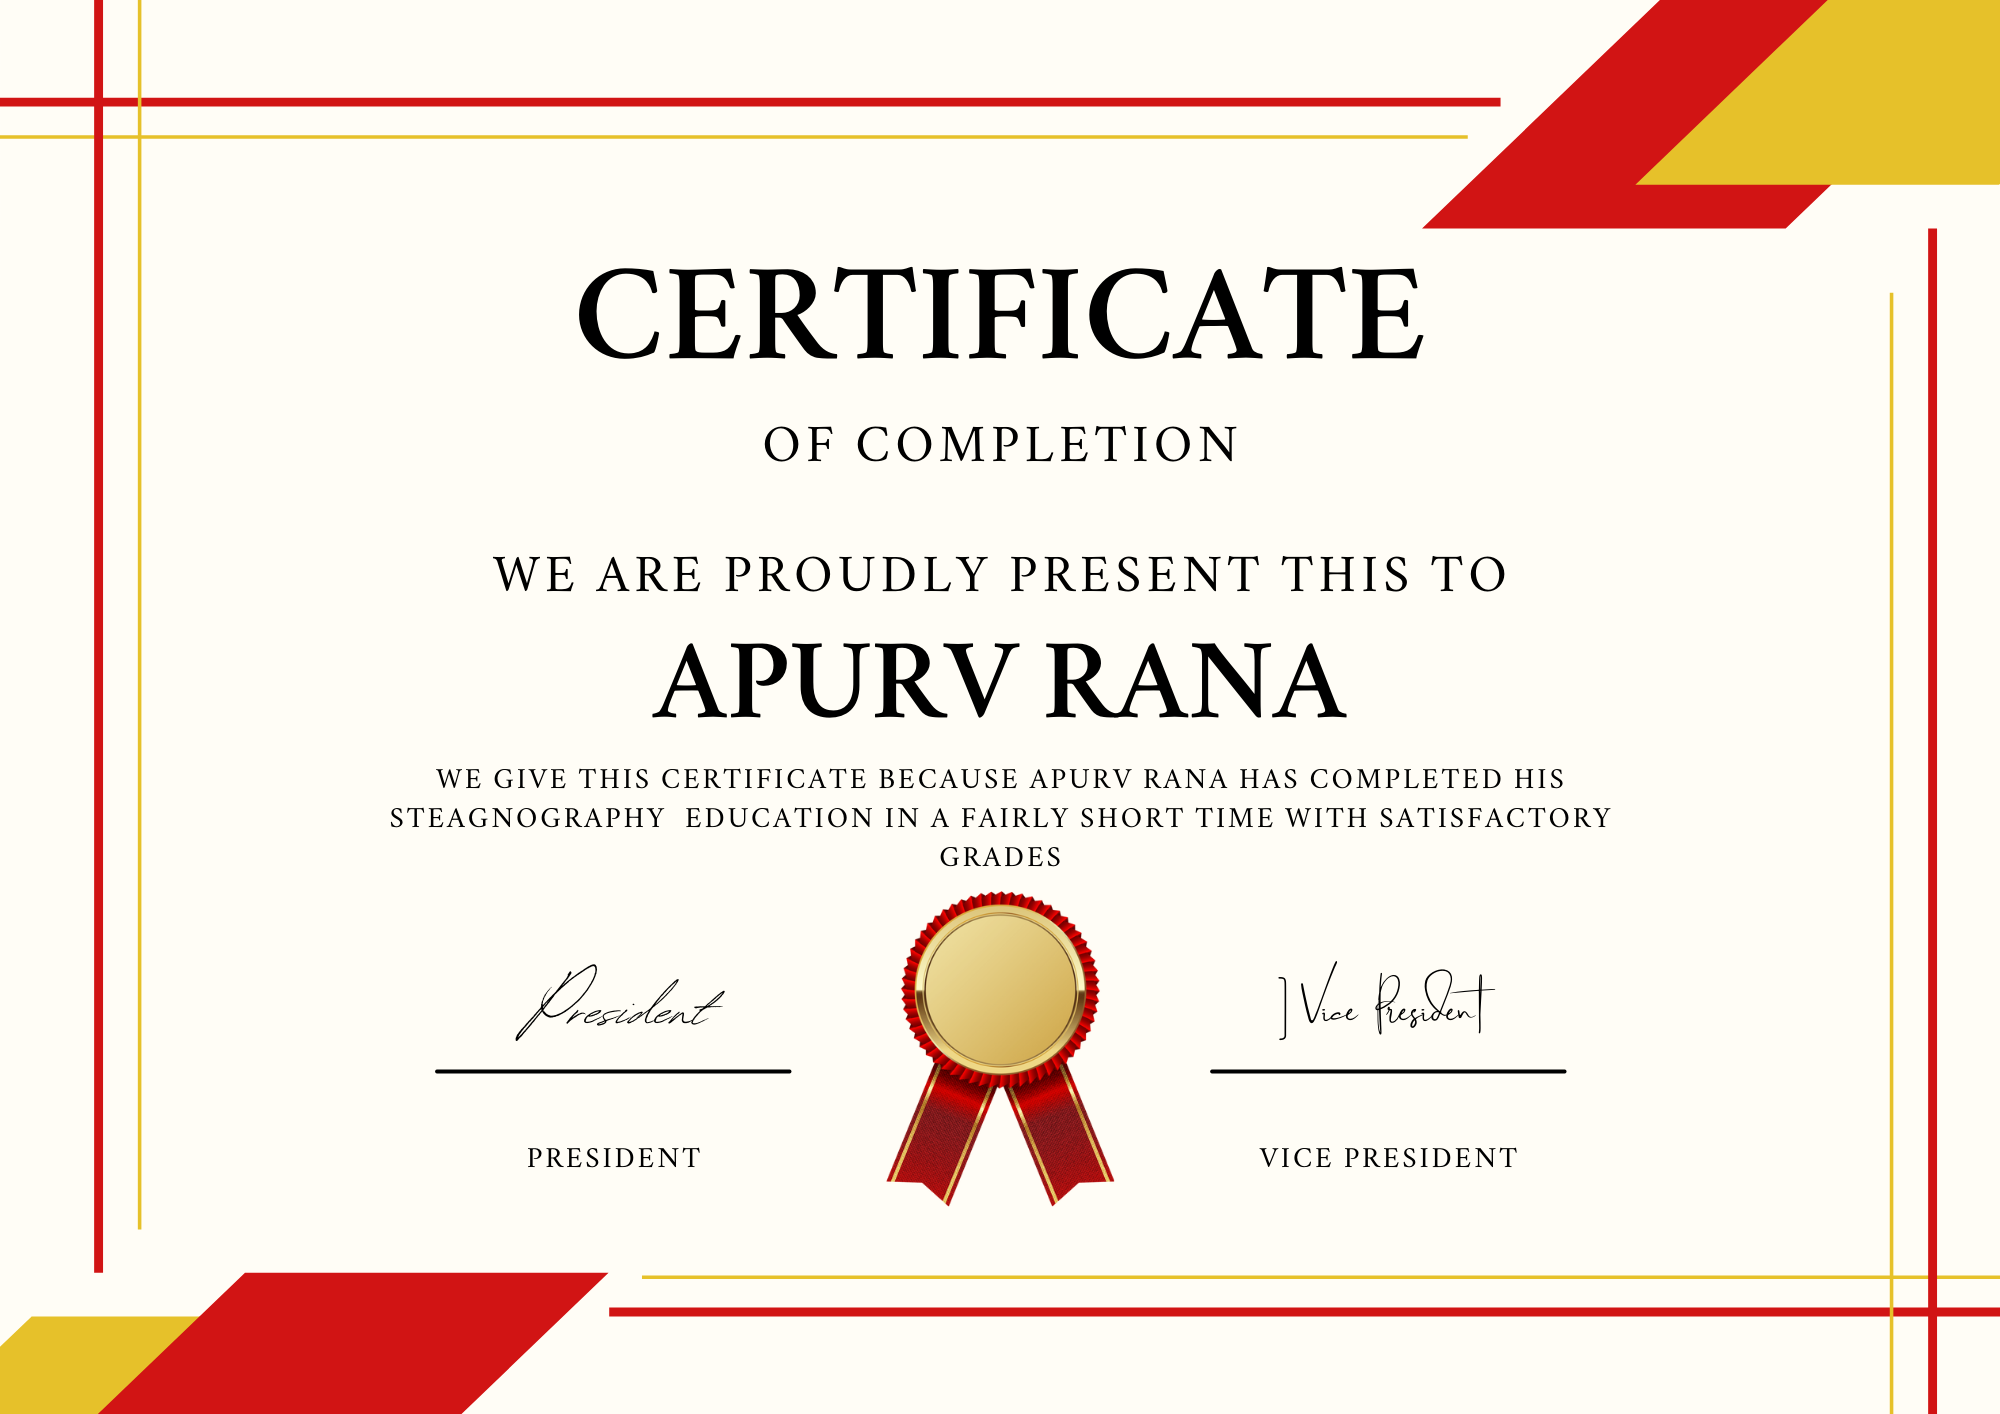 CERTIFICATE
OF COMPLETION
WE ARE PROUDLY PRESENT THIS TO
APURV RANA
WE GIVE THIS CERTIFICATE BECAUSE APURV RANA HAS COMPLETED HIS
STEAGNOGRAPHY  EDUCATION IN A FAIRLY SHORT TIME WITH SATISFACTORY
GRADES
President
]Vice President
PRESIDENT
VICE PRESIDENT